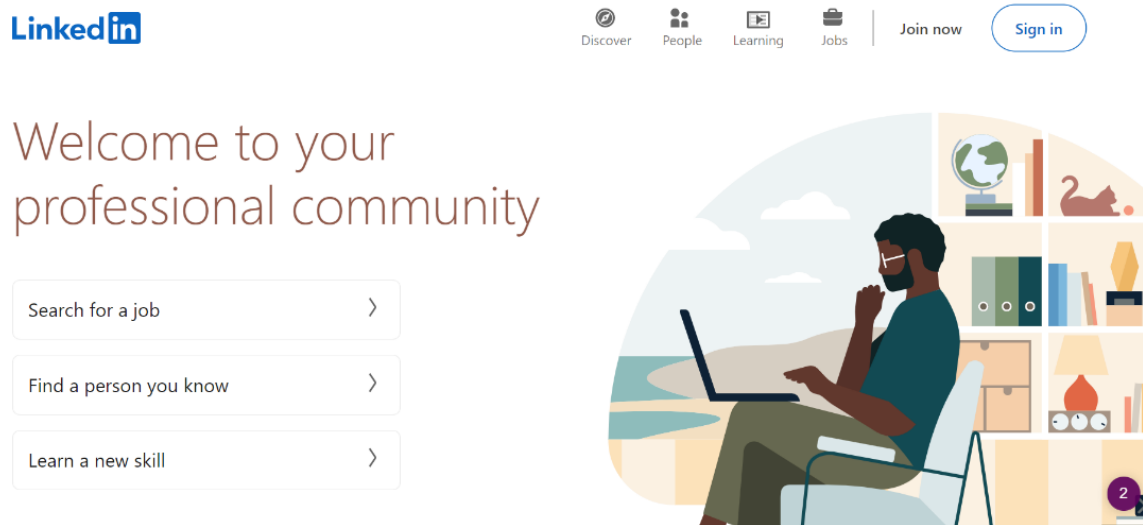 LinkedIn
Discover
People
Learning
Jobs
Join now
Sign in
Welcome to your
professional community
Search for a job
Find a person you know
Learn a new skill
2